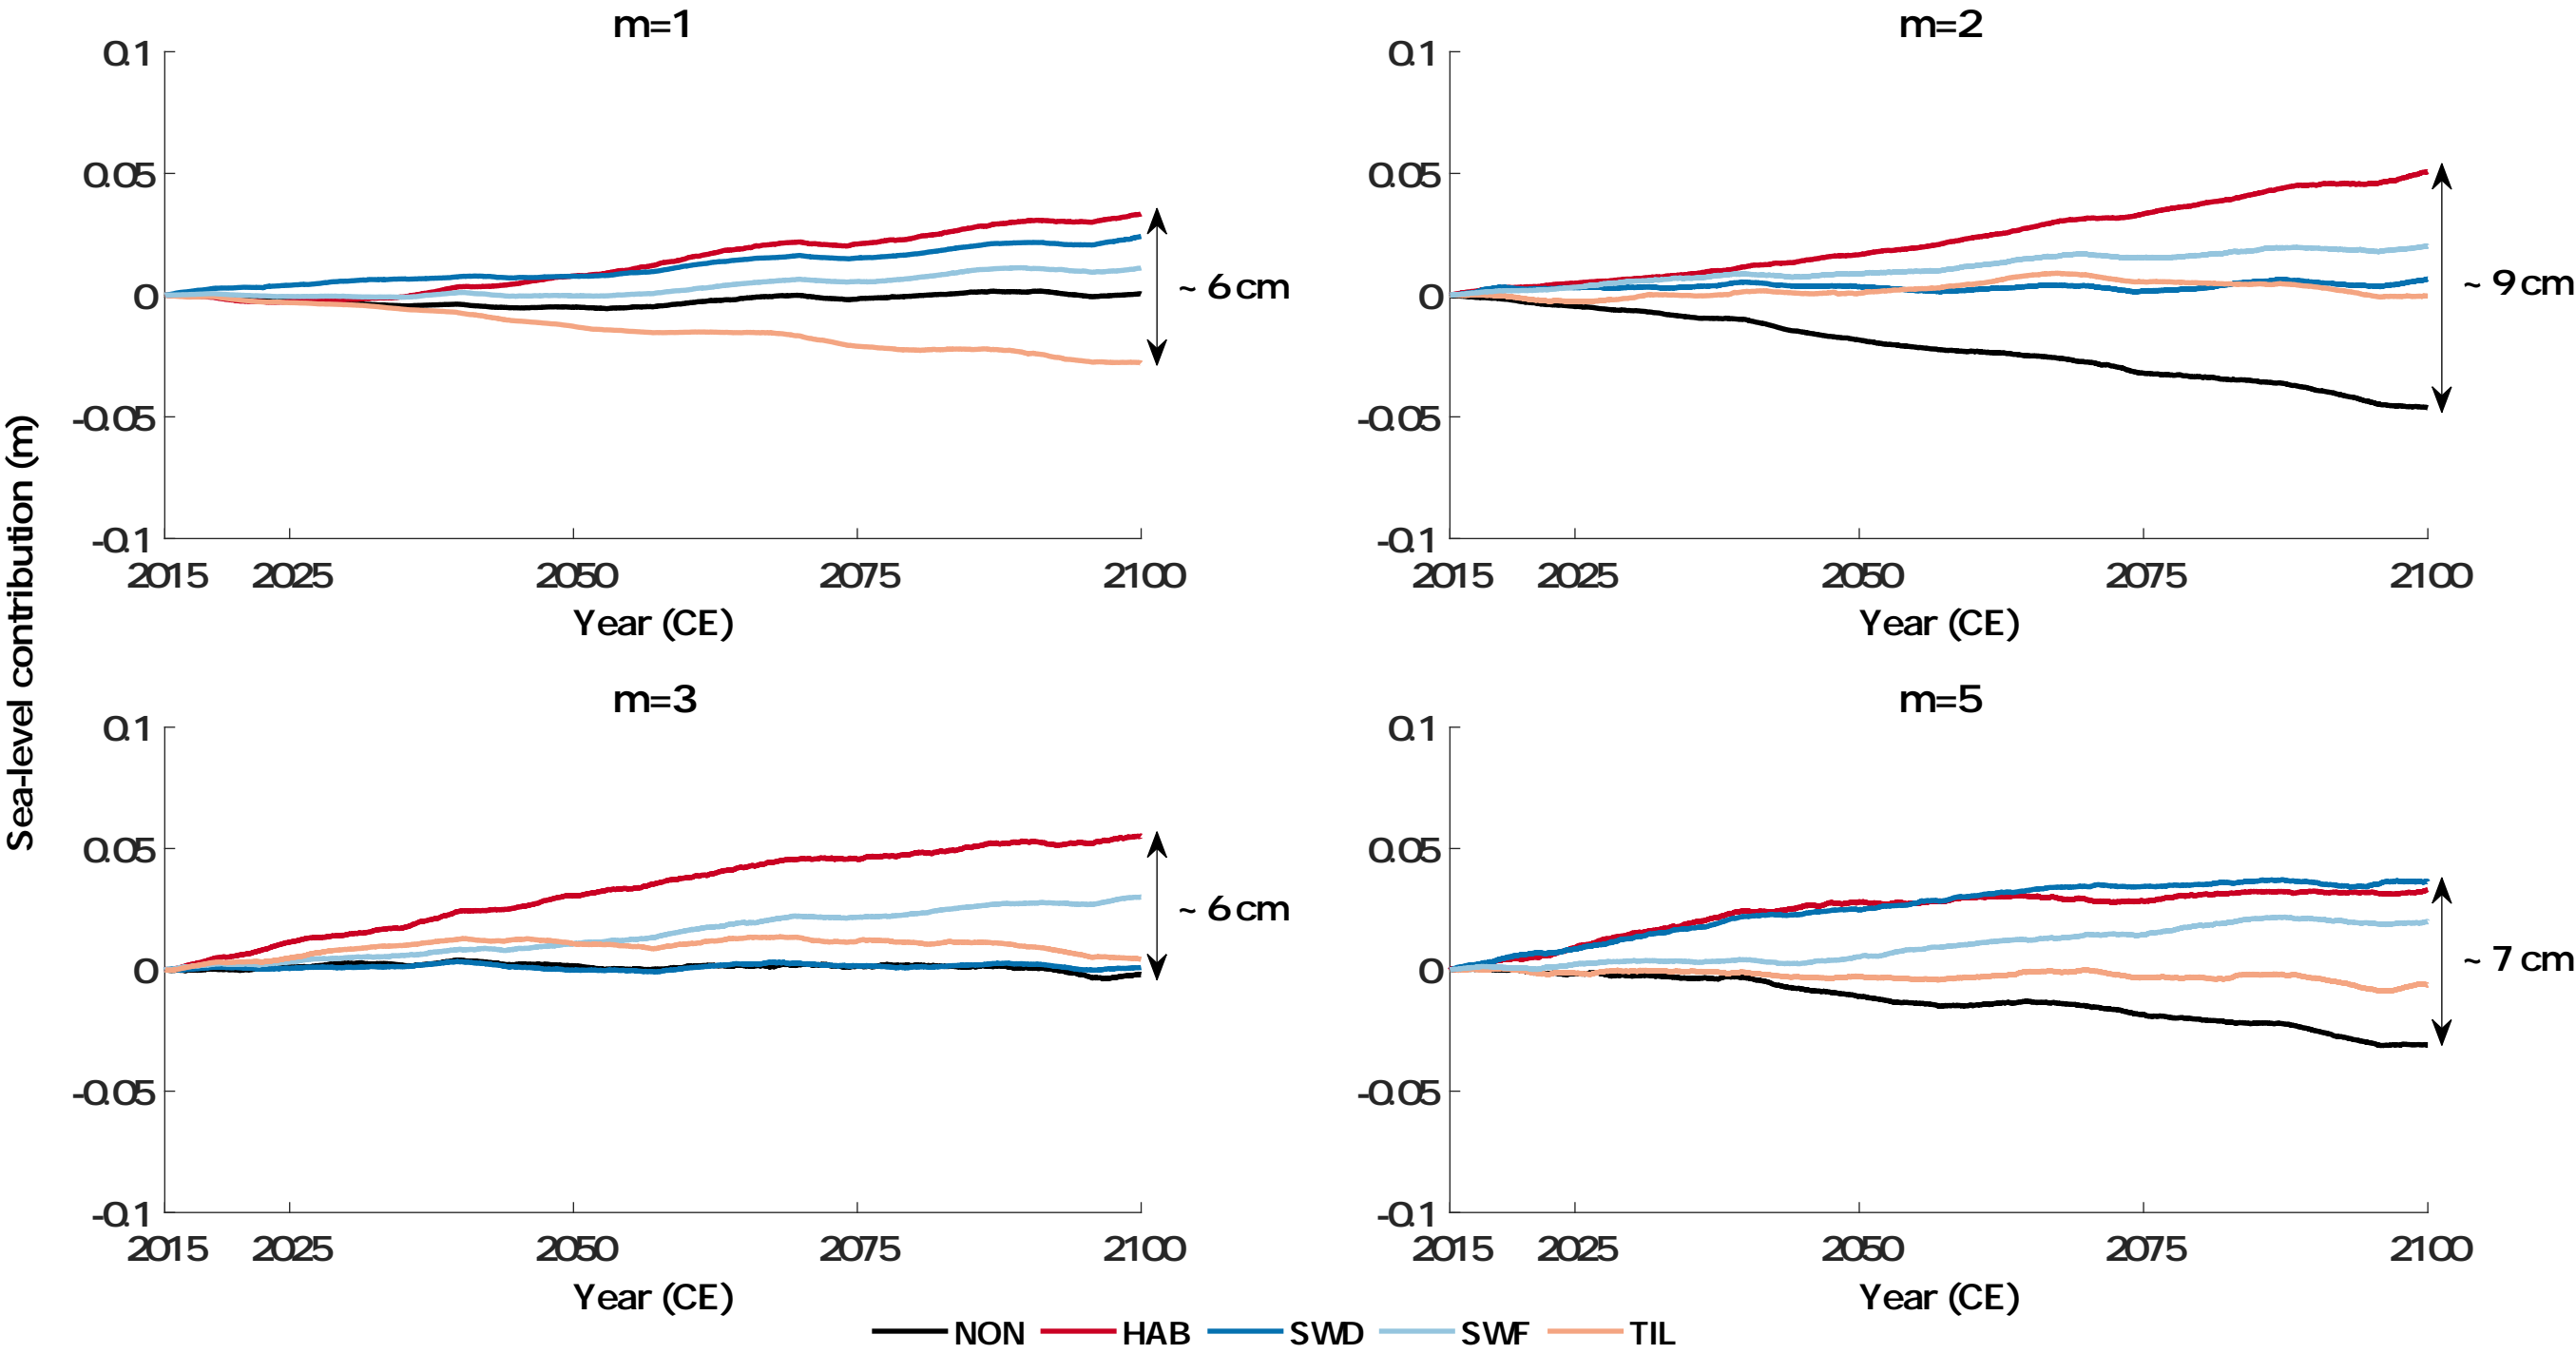 m=1
0.1
0.05
0
-0.05
-0.1
2015 2025 2050 2075 2100
Year (CE)
~ 6 cm
m=2
0.1
0.05
0
-0.05
-0.1
2015 2025 2050 2075 2100
Year (CE)
~ 9 cm
Sea-level contribution (m)
m=3
0.1
0.05
0
-0.05
-0.1
2015 2025 2050 2075 2100
Year (CE)
~ 6 cm
m=5
0.1
0.05
0
-0.05
-0.1
2015 2025 2050 2075 2100
Year (CE)
~ 7 cm
NON HAB SWD SWF TIL